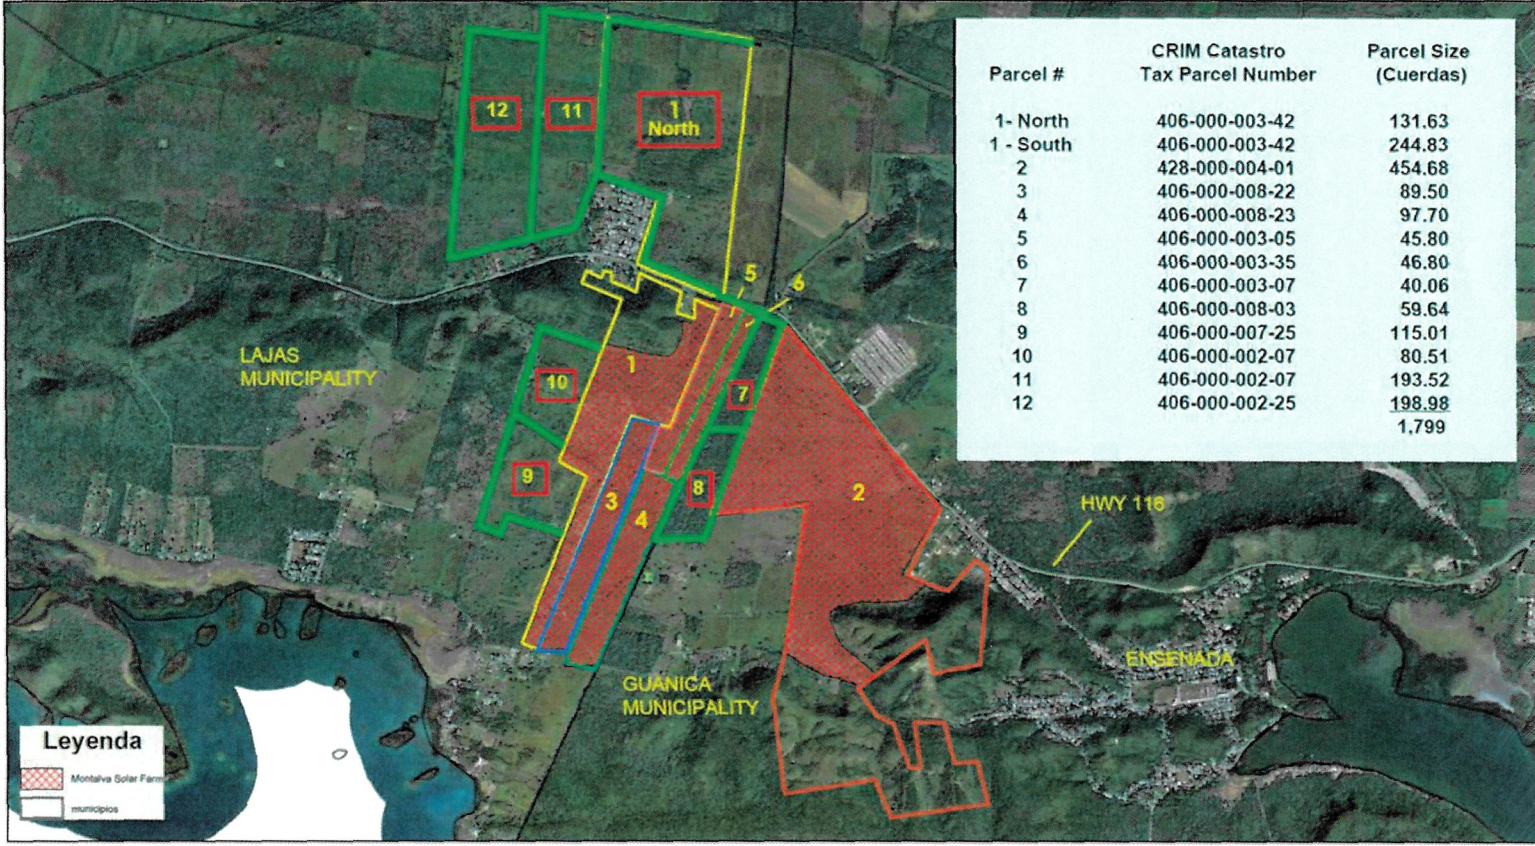 CRIM Catastro Parcel Size
Parcel # Tax Parcel Number (Cuerdas)
1- North 406-000-003-42 131.63
1 - South 406-000-003-42 244.83
2 428-000-004-01 454.68
3 406-000-008-22 89.50
4 406-000-008-23 97.70
5 406-000-003-05 45.80
6 406-000-003-35 46.80
7 406-000-003-07 40.06
8 406-000-008-03 59.64
9 406-000-007-25 115.01
10 406-000-002-07 80.51
11 406-000-002-07 193.52
12 406-000-002-25 198.98
1,799
12
11
1
North
5
6
LAJAS
MUNICIPALITY
1
10
7
9
8
3
4
2
HWY 116
ENSENADA
GUANICA
MUNICIPALITY
Leyenda
Montalva Solar Farm
municipios